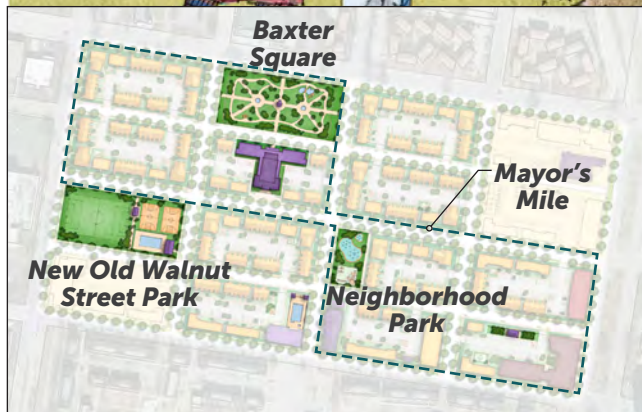 Baxter
Square
Mayor's
Mile
New Old Walnut
Street Park
Neighborhood
Park